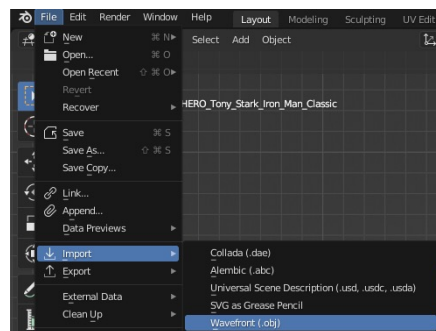 File Edit Render Window Help Layout Modeling Sculpting UV Edit
New ⌘ N
Select Add Object
Open... ⌘ O
Open Recent ⇧ ⌘ O
Revert
HERO_Tony_Stark_Iron_Man_Classic
Recover
Save ⌘ S
Save As... ⇧ ⌘ S
Save Copy...
Link...
Append...
Data Previews
Import
Collada (.dae)
Export
Alembic (.abc)
Universal Scene Description (.usd, .usdc, .usda)
External Data
SVG as Grease Pencil
Clean Up
Wavefront (.obj)